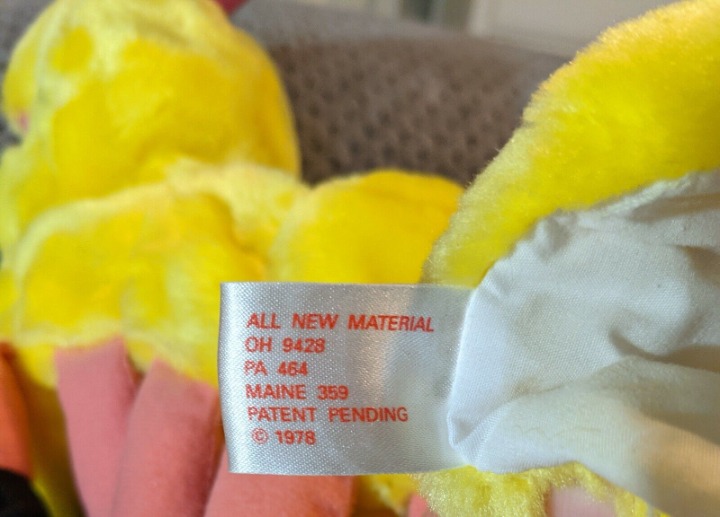 ALL NEW MATERIAL
OH 9428
PA 464
MAINE 359
PATENT PENDING
© 1978